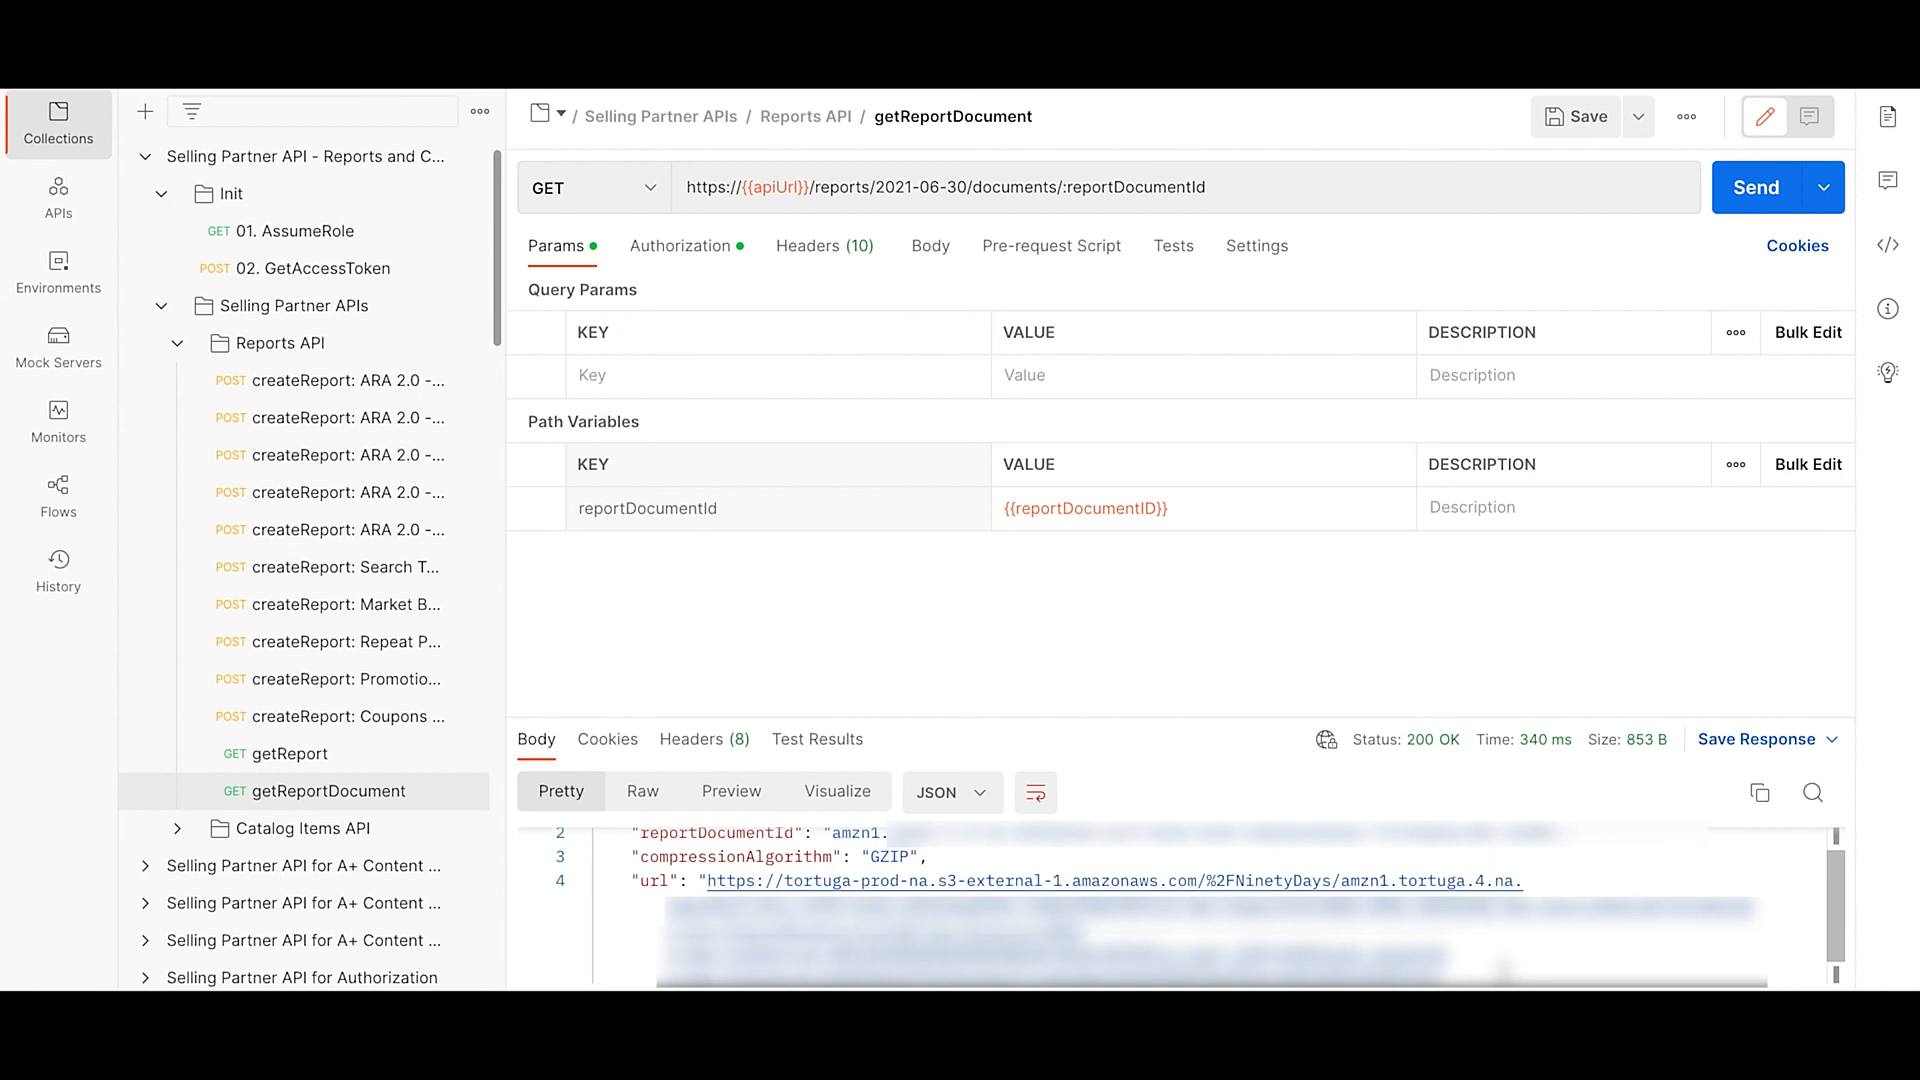 Collections
APIs
Environments
Mock Servers
Monitors
Flows
History
Selling Partner API - Reports and C...
Init
GET 01. AssumeRole
POST 02. GetAccessToken
Selling Partner APIs
Reports API
POST createReport: ARA 2.0 -...
POST createReport: ARA 2.0 -...
POST createReport: ARA 2.0 -...
POST createReport: ARA 2.0 -...
POST createReport: ARA 2.0 -...
POST createReport: Search T...
POST createReport: Market B...
POST createReport: Repeat P...
POST createReport: Promotio...
POST createReport: Coupons ...
GET getReport
GET getReportDocument
Catalog Items API
Selling Partner API for A+ Content ...
Selling Partner API for A+ Content ...
Selling Partner API for A+ Content ...
Selling Partner API for Authorization
/ Selling Partner APIs / Reports API / getReportDocument
Save
GET https://{{apiUrl}}/reports/2021-06-30/documents/:reportDocumentId
Send
Params Authorization Headers (10) Body Pre-request Script Tests Settings Cookies
Query Params
KEY VALUE DESCRIPTION Bulk Edit
Key Value Description
Path Variables
KEY VALUE DESCRIPTION Bulk Edit
reportDocumentId {{reportDocumentID}} Description
Body Cookies Headers (8) Test Results Status: 200 OK Time: 340 ms Size: 853 B Save Response
Pretty Raw Preview Visualize JSON
2 "reportDocumentId": "amzn1.
3 "compressionAlgorithm": "GZIP",
4 "url": "https://tortuga-prod-na.s3-external-1.amazonaws.com/%2FNinetyDays/amzn1.tortuga.4.na.